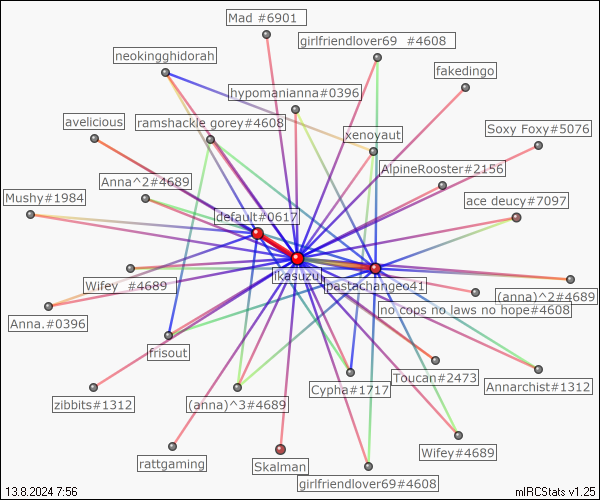 Mad #6901
girlfriendlover69 #4608
neokingghidorah
fakedingo
hypomanianna#0396
avelicious
ramshackle gorey#4608
xenoyaut
Soxy Foxy#5076
AlpineRooster#2156
Anna^2#4689
Mushy#1984
ace deucy#7097
default#0617
ikasuzu
pastachangeo41
Wifey #4689
(anna)^2#4689
no cops no laws no hope#4608
Anna.#0396
frisout
Toucan#2473
Cypha#1717
Annarchist#1312
zibbits#1312
(anna)^3#4689
Wifey#4689
rattgaming
Skalman
girlfriendlover69#4608
13.8.2024 7:56
mIRCStats v1.25